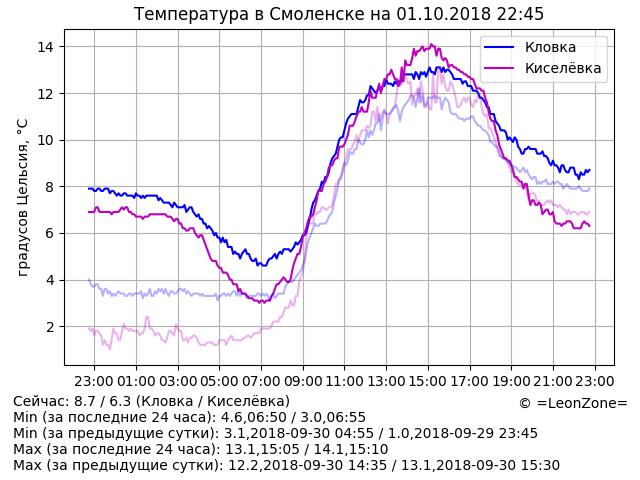 Температура в Смоленске на 01.10.2018 22:45
Кловка
Киселёвка
градусов Цельсия, °C
14
12
10
8
6
4
2
23:00 01:00 03:00 05:00 07:00 09:00 11:00 13:00 15:00 17:00 19:00 21:00 23:00
Сейчас: 8.7 / 6.3 (Кловка / Киселёвка)
© =LeonZone=
Min (за последние 24 часа): 4.6,06:50 / 3.0,06:55
Min (за предыдущие сутки): 3.1,2018-09-30 04:55 / 1.0,2018-09-29 23:45
Max (за последние 24 часа): 13.1,15:05 / 14.1,15:10
Max (за предыдущие сутки): 12.2,2018-09-30 14:35 / 13.1,2018-09-30 15:30